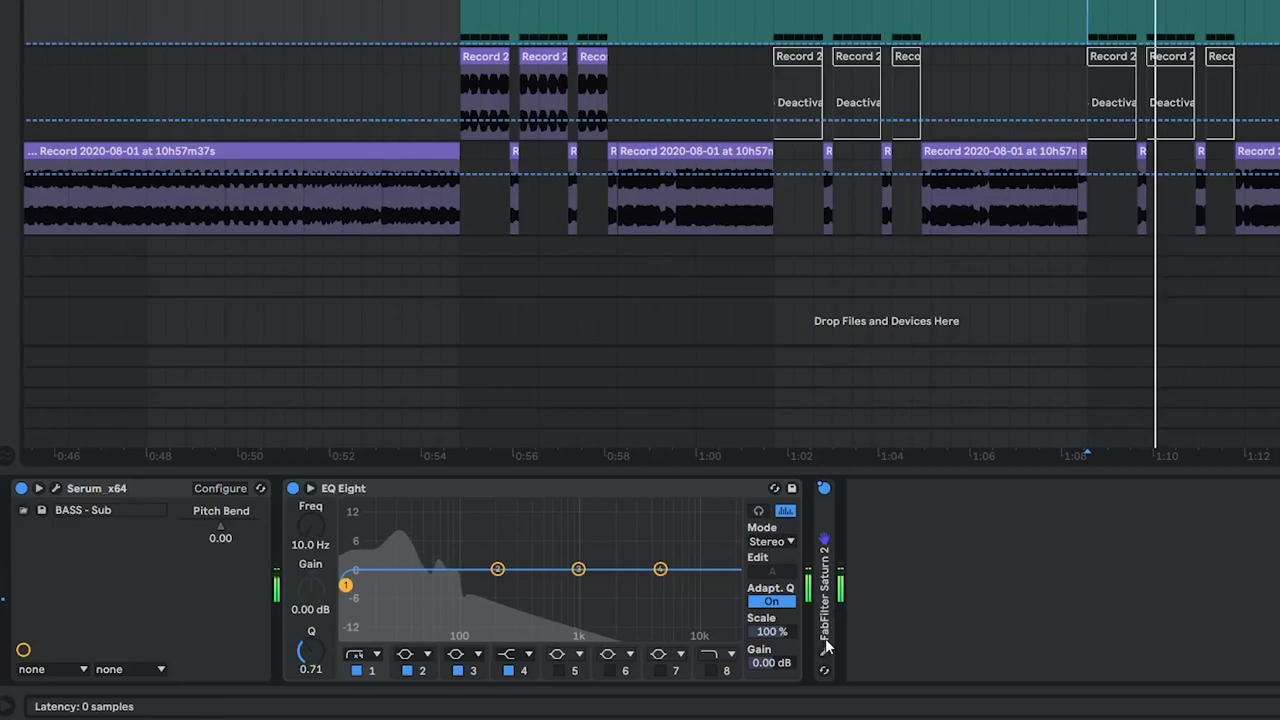 Record 2 Record 2 Reco Record 2 Record 2 Reco Record 2 Record 2 Reco
Deactiva Deactiva Deactiva Deactiva
... Record 2020-08-01 at 10h57m37s R R R Record 2020-08-01 at 10h57n R R Record 2020-08-01 at 10h57n R R R Record 2
Drop Files and Devices Here
0:46 0:48 0:50 0:52 0:54 0:56 0:58 1:00 1:02 1:04 1:06 1:08 1:10 1:12
Serum_x64 Configure
BASS - Sub Pitch Bend
0.00
none none
EQ Eight
Freq
10.0 Hz
Gain
0.00 dB
Q
0.71
12
6
0
-6
-12
100 1k 10k
1 2 3 4
1 2 3 4 5 6 7 8
Mode
Stereo
Edit
A
Adapt. Q
On
Scale
100 %
Gain
0.00 dB
FabFilter Saturn 2
Latency: 0 samples